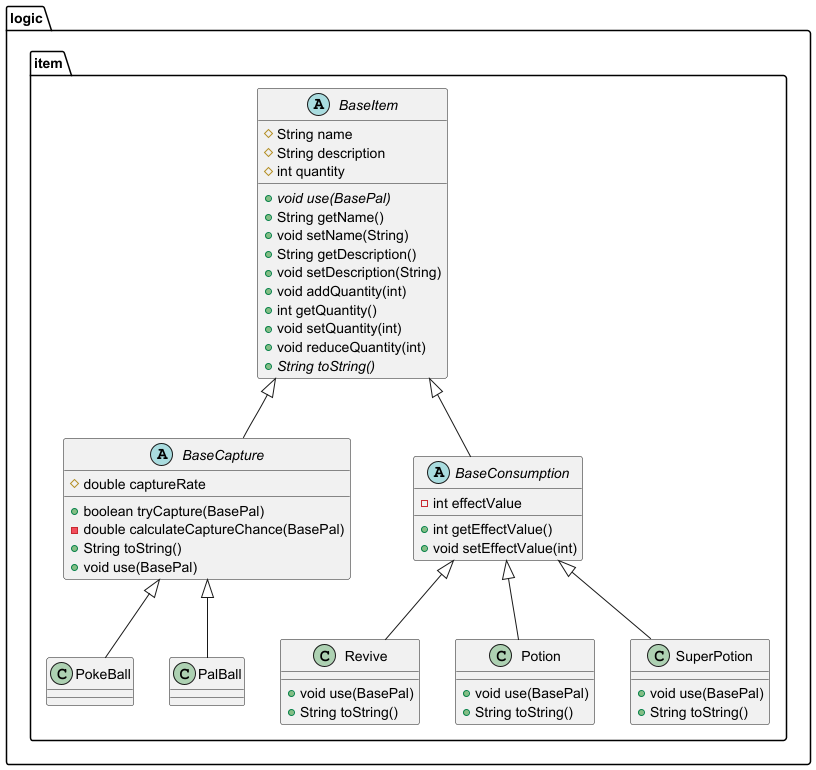 logic
item
A BaseItem
String name
String description
int quantity
void use(BasePal)
String getName()
void setName(String)
String getDescription()
void setDescription(String)
void addQuantity(int)
int getQuantity()
void setQuantity(int)
void reduceQuantity(int)
String toString()
A BaseCapture
double captureRate
boolean tryCapture(BasePal)
double calculateCaptureChance(BasePal)
String toString()
void use(BasePal)
A BaseConsumption
int effectValue
int getEffectValue()
void setEffectValue(int)
C PokeBall
C PalBall
C Revive
void use(BasePal)
String toString()
C Potion
void use(BasePal)
String toString()
C SuperPotion
void use(BasePal)
String toString()